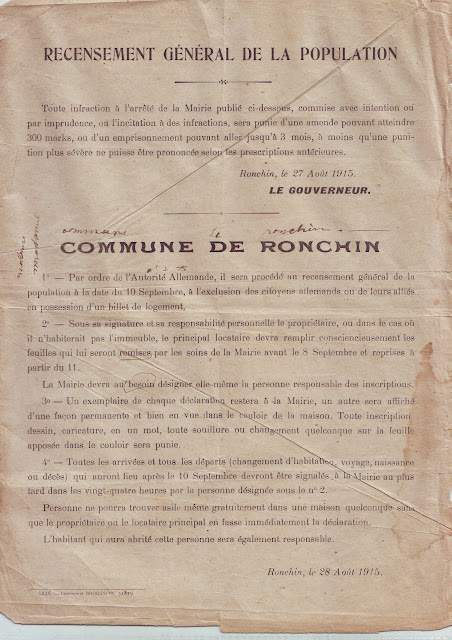 RECENSEMENT GÉNÉRAL DE LA POPULATION
Toute infraction à l'arrêté de la Mairie publié ci-dessous, commise avec intention ou
par imprudence, ou l'incitation à des infractions, sera punie d'une amende pouvant atteindre
300 marks, ou d'un emprisonnement pouvant aller jusqu'à 3 mois, à moins qu'une puni-
tion plus sévère ne puisse être prononcée selon les prescriptions antérieures.
Ronchin, le 27 Août 1915.
LE GOUVERNEUR.
commune de ronchin
COMMUNE DE RONCHIN
1º — Par ordre de l'Autorité Allemande, il sera procédé au recensement général de la
population à la date du 10 Septembre, à l'exclusion des citoyens allemands ou de leurs alliés
en possession d'un billet de logement.
2º — Sous sa signature et sa responsabilité personnelle le propriétaire, ou dans le cas où
il n'habiterait pas l'immeuble, le principal locataire devra remplir consciencieusement les
feuilles qui lui seront remises par les soins de la Mairie avant le 8 Septembre et reprises à
partir du 11.
La Mairie devra au besoin désigner elle-même la personne responsable des inscriptions.
3º — Un exemplaire de chaque déclaration restera à la Mairie, un autre sera affiché
d'une façon permanente et bien en vue dans le couloir de la maison. Toute inscription
dessin, caricature, en un mot, toute souillure ou changement quelconque sur la feuille
apposée dans le couloir sera punie.
4º — Toutes les arrivées et tous les départs (changement d'habitation, voyage, naissance
ou décès) qui auront lieu après le 10 Septembre devront être signalés à la Mairie au plus
tard dans les vingt-quatre heures par la personne désignée sous le nº 2.
Personne ne pourra trouver asile même gratuitement dans une maison quelconque sans
que le propriétaire ou le locataire principal en fasse immédiatement la déclaration.
L'habitant qui aura abrité cette personne sera également responsable.
Ronchin, le 28 Août 1915.
LILLE — Imprimerie